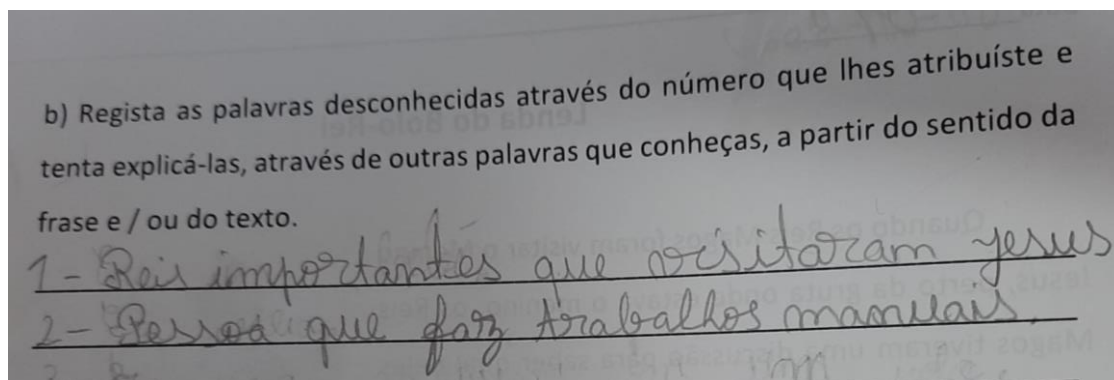 b) Regista as palavras desconhecidas através do número que lhes atribuíste e
tenta explicá-las, através de outras palavras que conheças, a partir do sentido da
frase e / ou do texto.
1 - Reis importantes que visitaram Jesus
2 - Pessoa que faz trabalhos manuais.